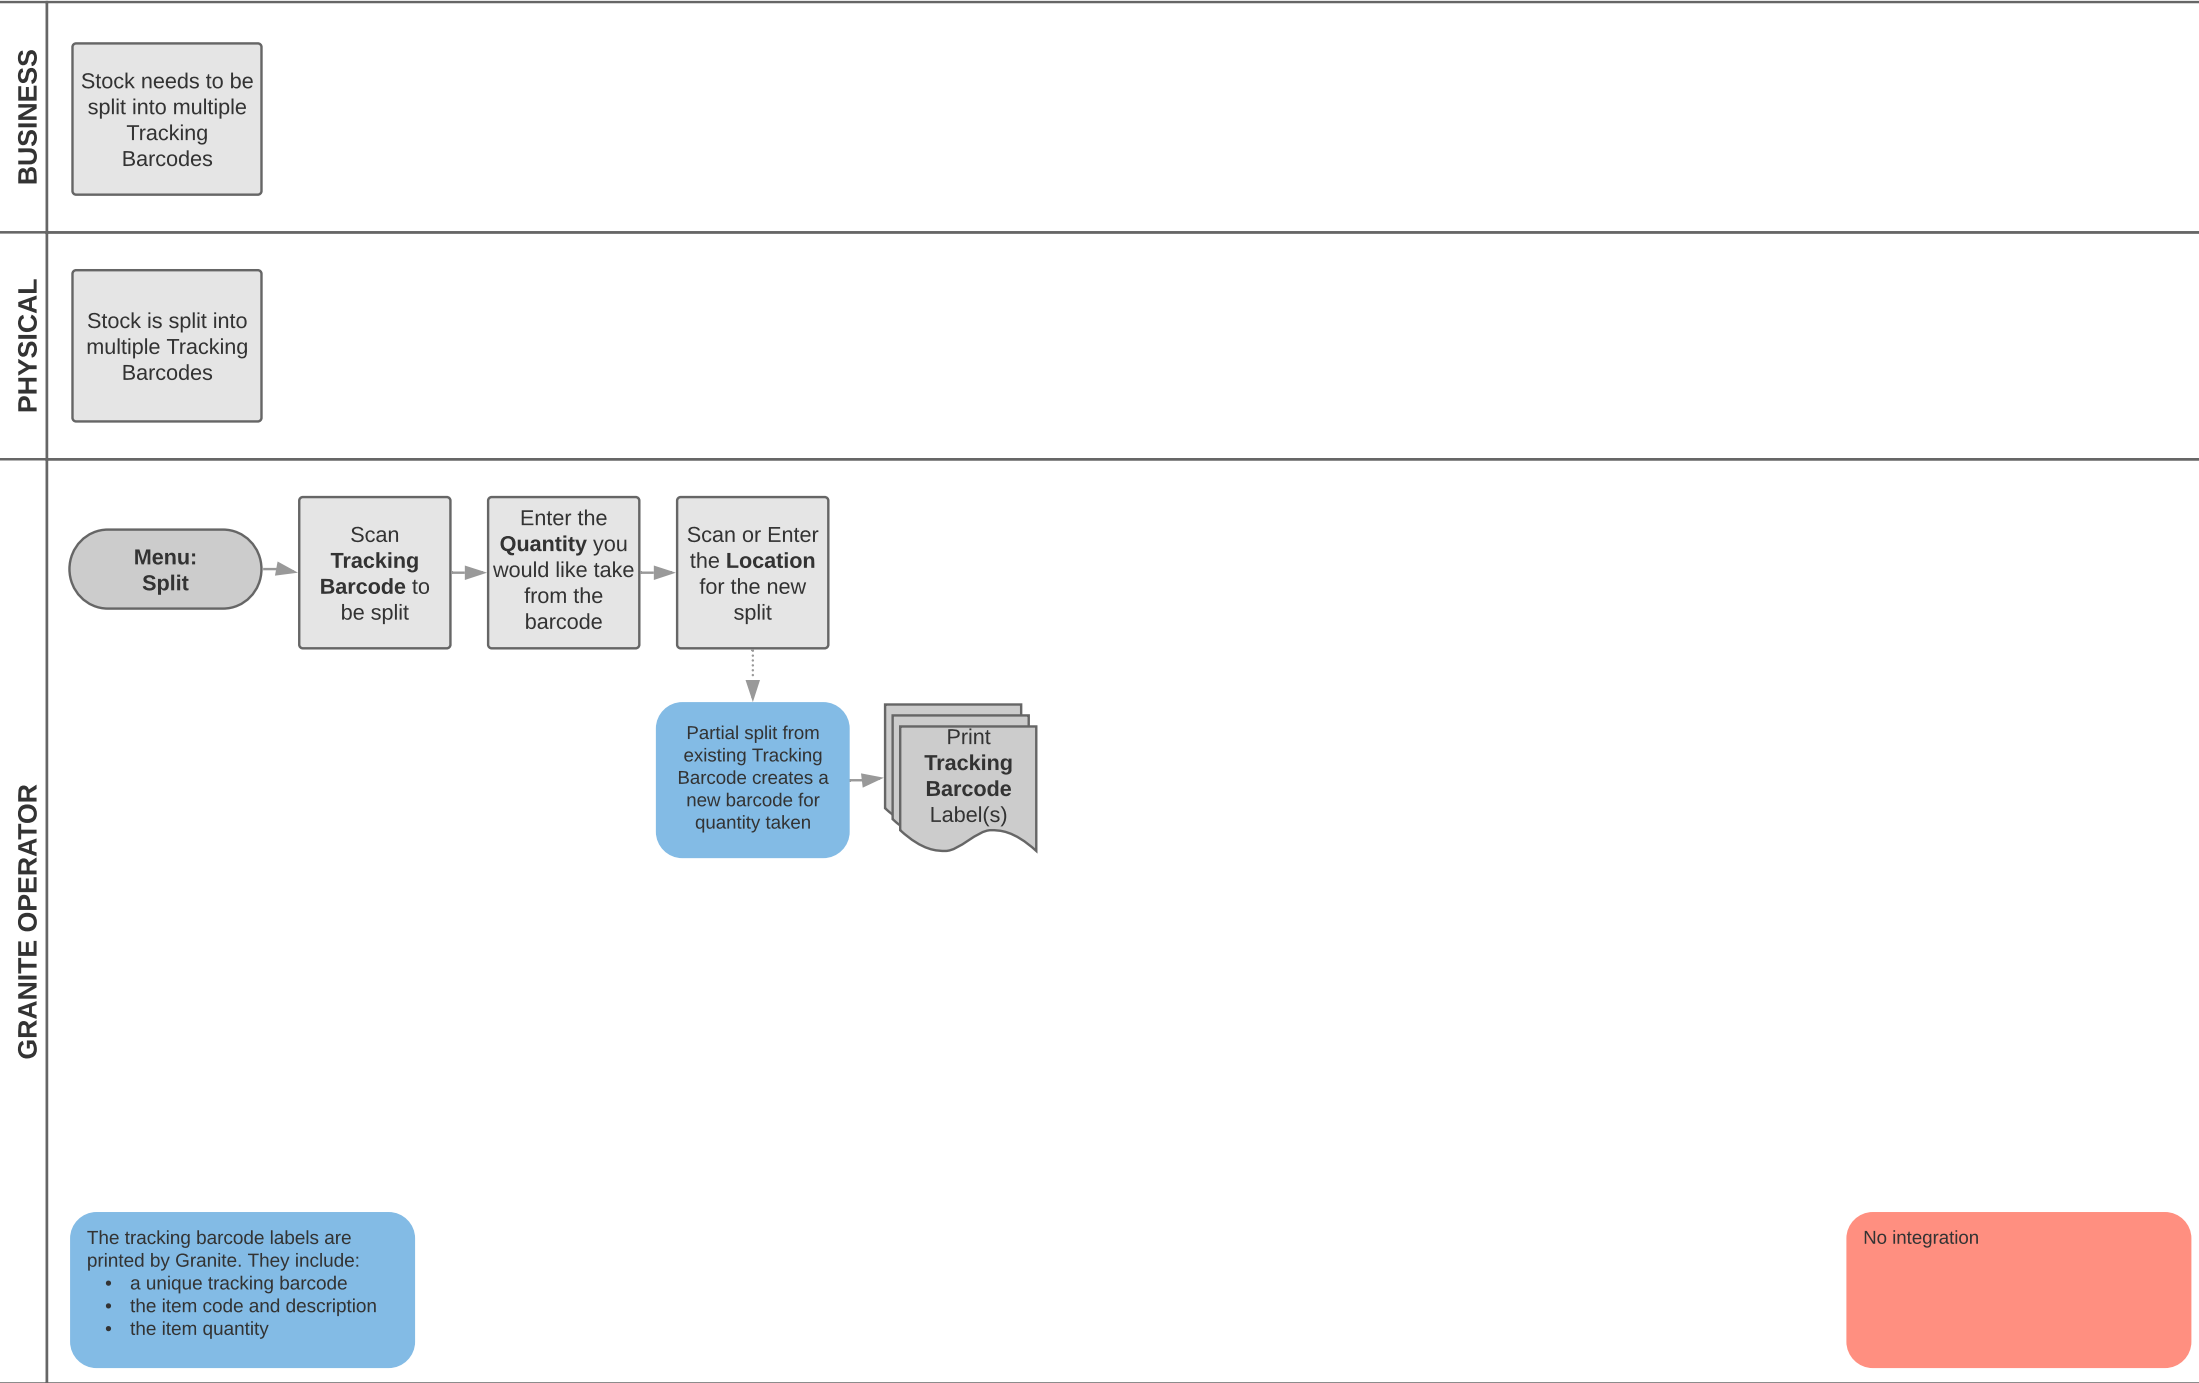 BUSINESS
Stock needs to be
split into multiple
Tracking
Barcodes
PHYSICAL
Stock is split into
multiple Tracking
Barcodes
GRANITE OPERATOR
Menu:
Split
Scan
Tracking
Barcode to
be split
Enter the
Quantity you
would like take
from the
barcode
Scan or Enter
the Location
for the new
split
Partial split from
existing Tracking
Barcode creates a
new barcode for
quantity taken
Print
Tracking
Barcode
Label(s)
The tracking barcode labels are
printed by Granite. They include:
• a unique tracking barcode
• the item code and description
• the item quantity
No integration